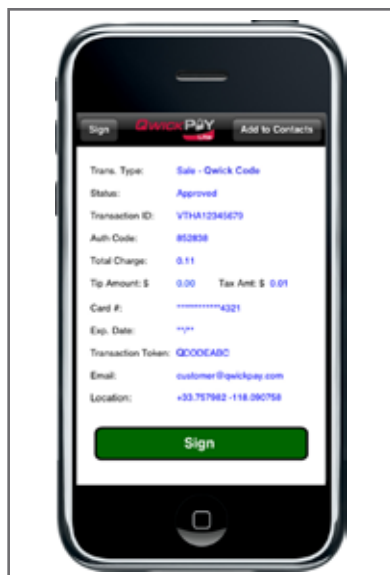 Sign QwickPAY Add to Contacts
Trans. Type: Sale - Qwick Code
Status: Approved
Transaction ID: VTHA12345679
Auth Code: 852838
Total Charge: 0.11
Tip Amount: $ 0.00 Tax Amt: $ 0.01
Card #: ************4321
Exp. Date: **/**
Transaction Token: QCODEABC
Email: customer@qwickpay.com
Location: +33.757982 -118.090758
Sign